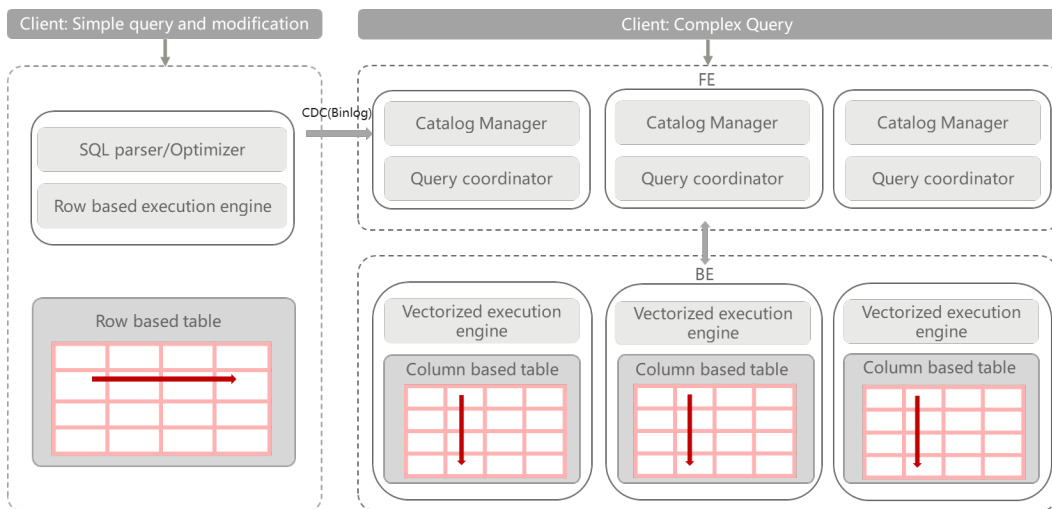 Client: Simple query and modification
Client: Complex Query
SQL parser/Optimizer
Row based execution engine
Row based table
CDC(Binlog)
FE
Catalog Manager
Query coordinator
Catalog Manager
Query coordinator
Catalog Manager
Query coordinator
BE
Vectorized execution
engine
Column based table
Vectorized execution
engine
Column based table
Vectorized execution
engine
Column based table